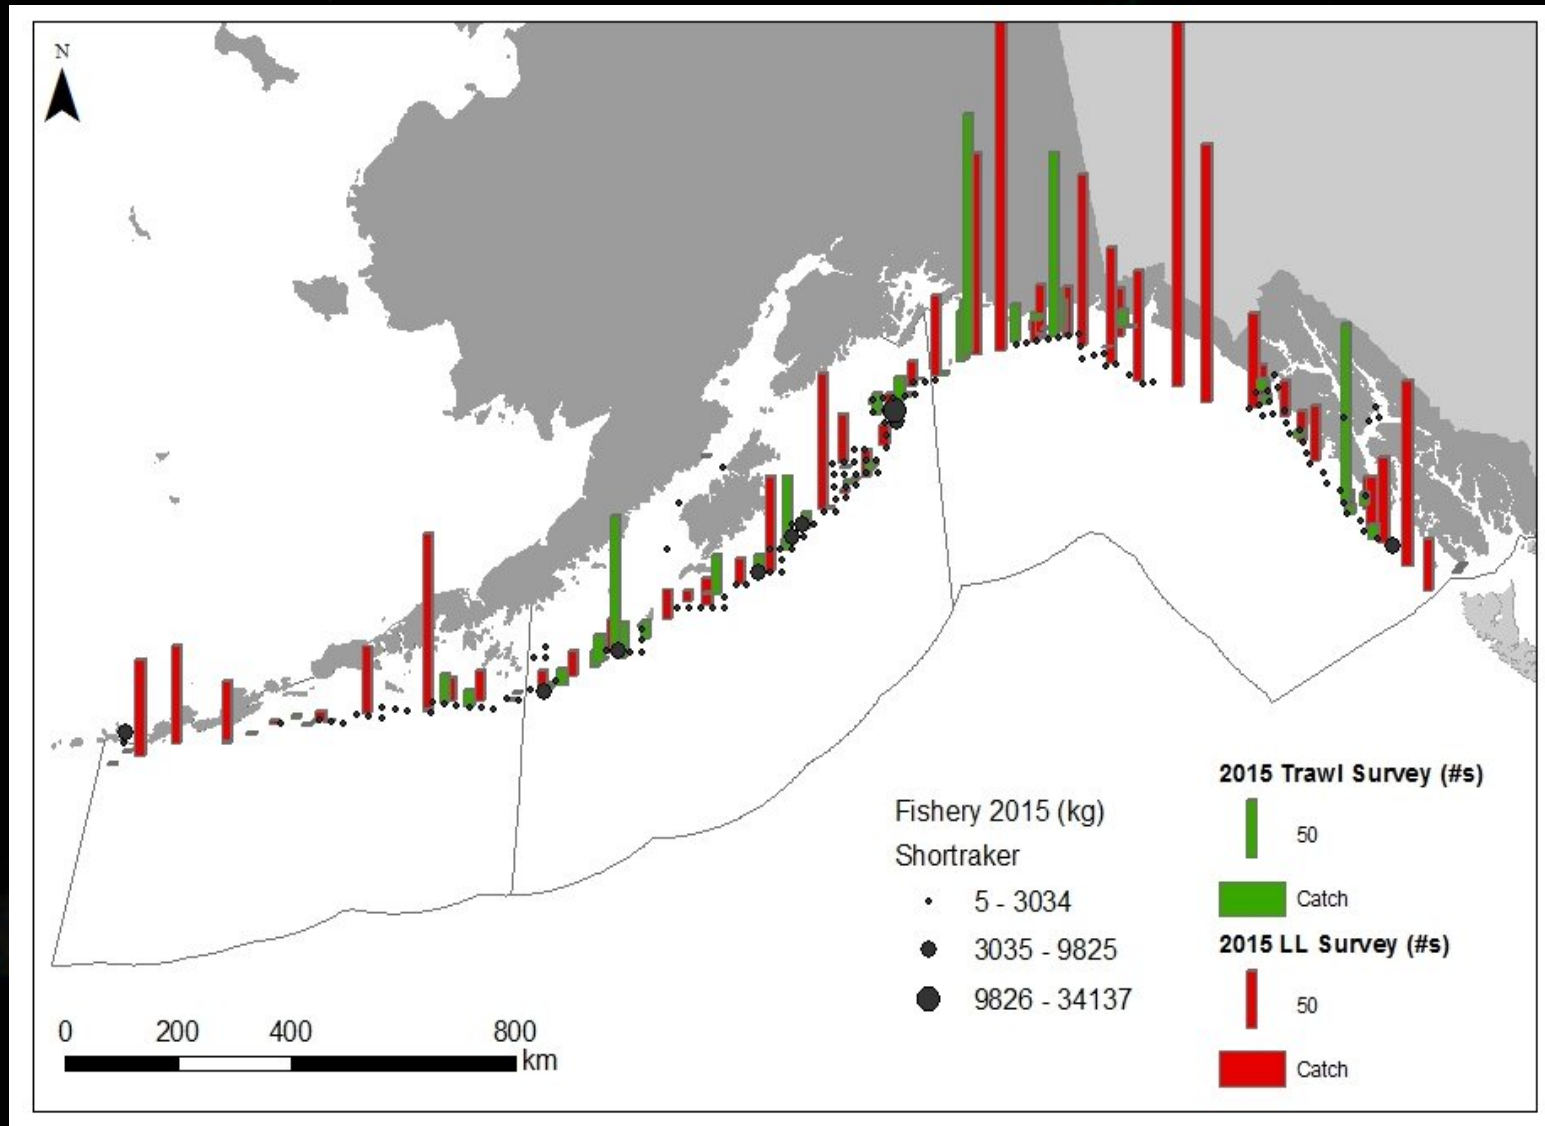 N
Fishery 2015 (kg)
Shortraker
5 - 3034
3035 - 9825
9826 - 34137
2015 Trawl Survey (#s)
50
Catch
2015 LL Survey (#s)
50
Catch
0 200 400 800
km